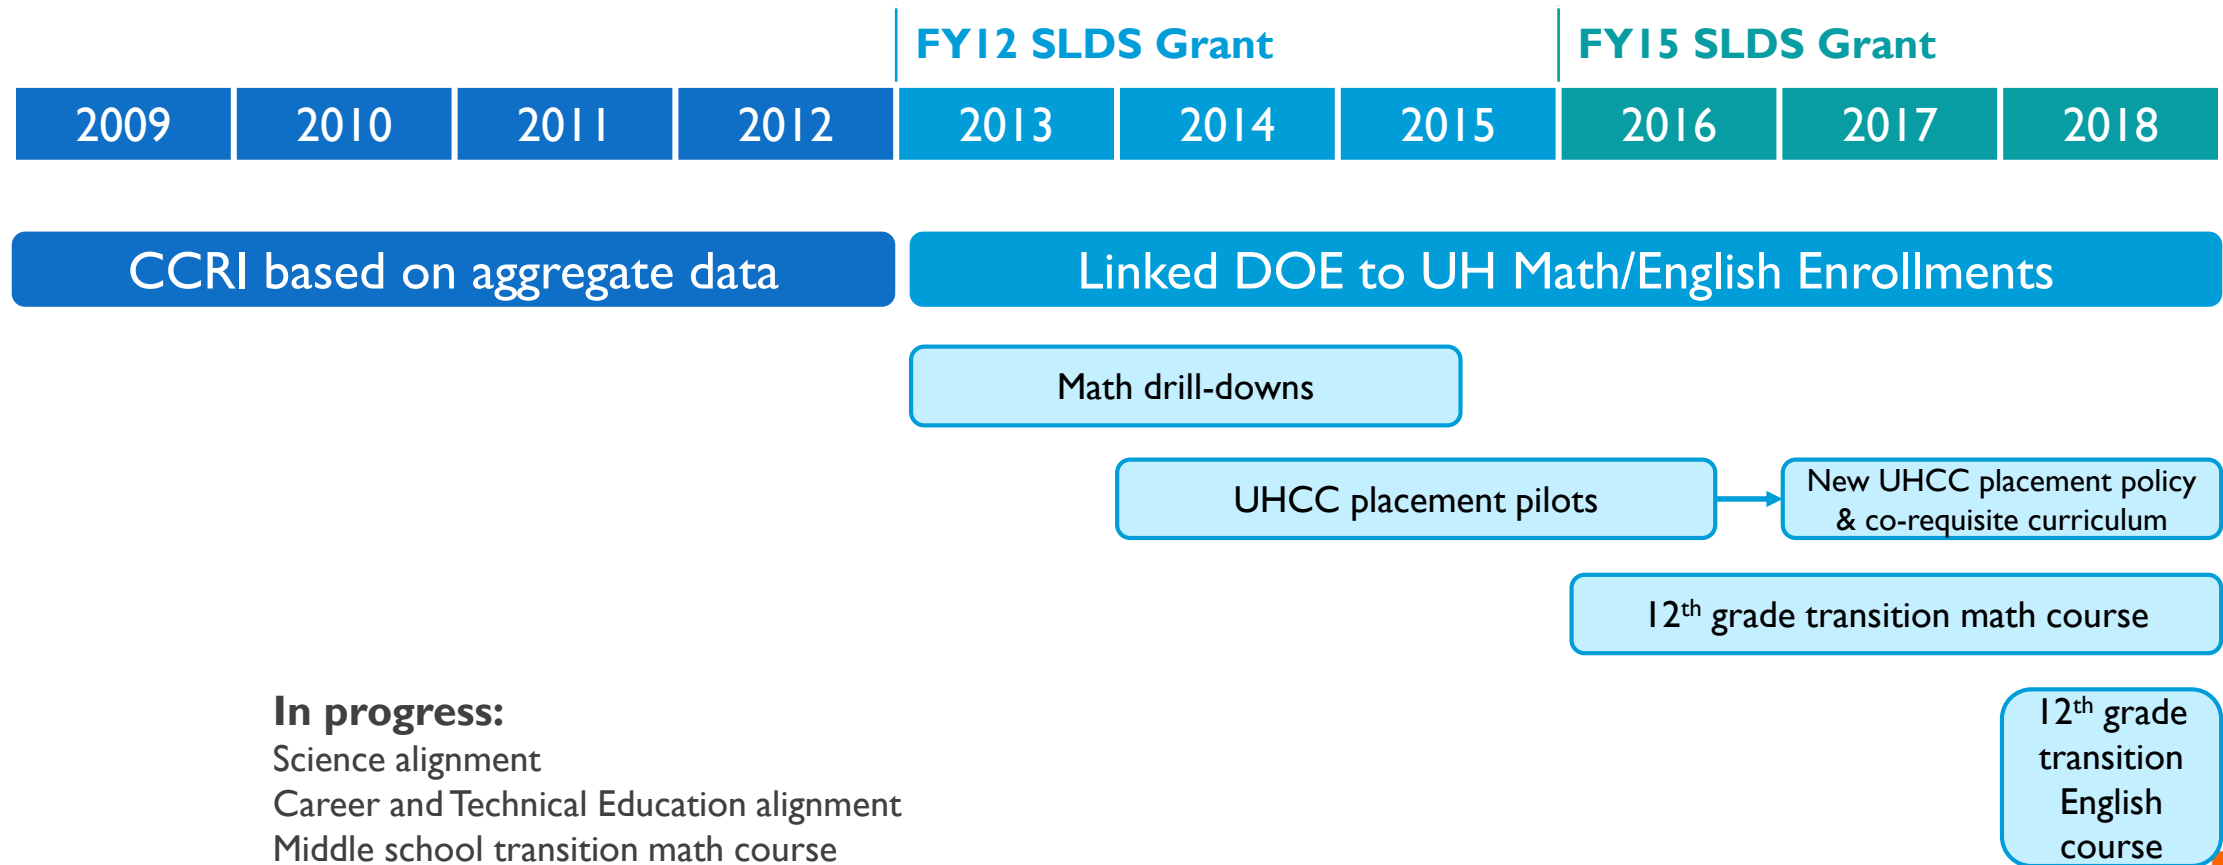 FY12 SLDS Grant
FY15 SLDS Grant
2009
2010
2011
2012
2013
2014
2015
2016
2017
2018
CCRI based on aggregate data
Linked DOE to UH Math/English Enrollments
Math drill-downs
UHCC placement pilots
New UHCC placement policy
& co-requisite curriculum
12th grade transition math course
12th grade
transition
English
course
In progress:
Science alignment
Career and Technical Education alignment
Middle school transition math course